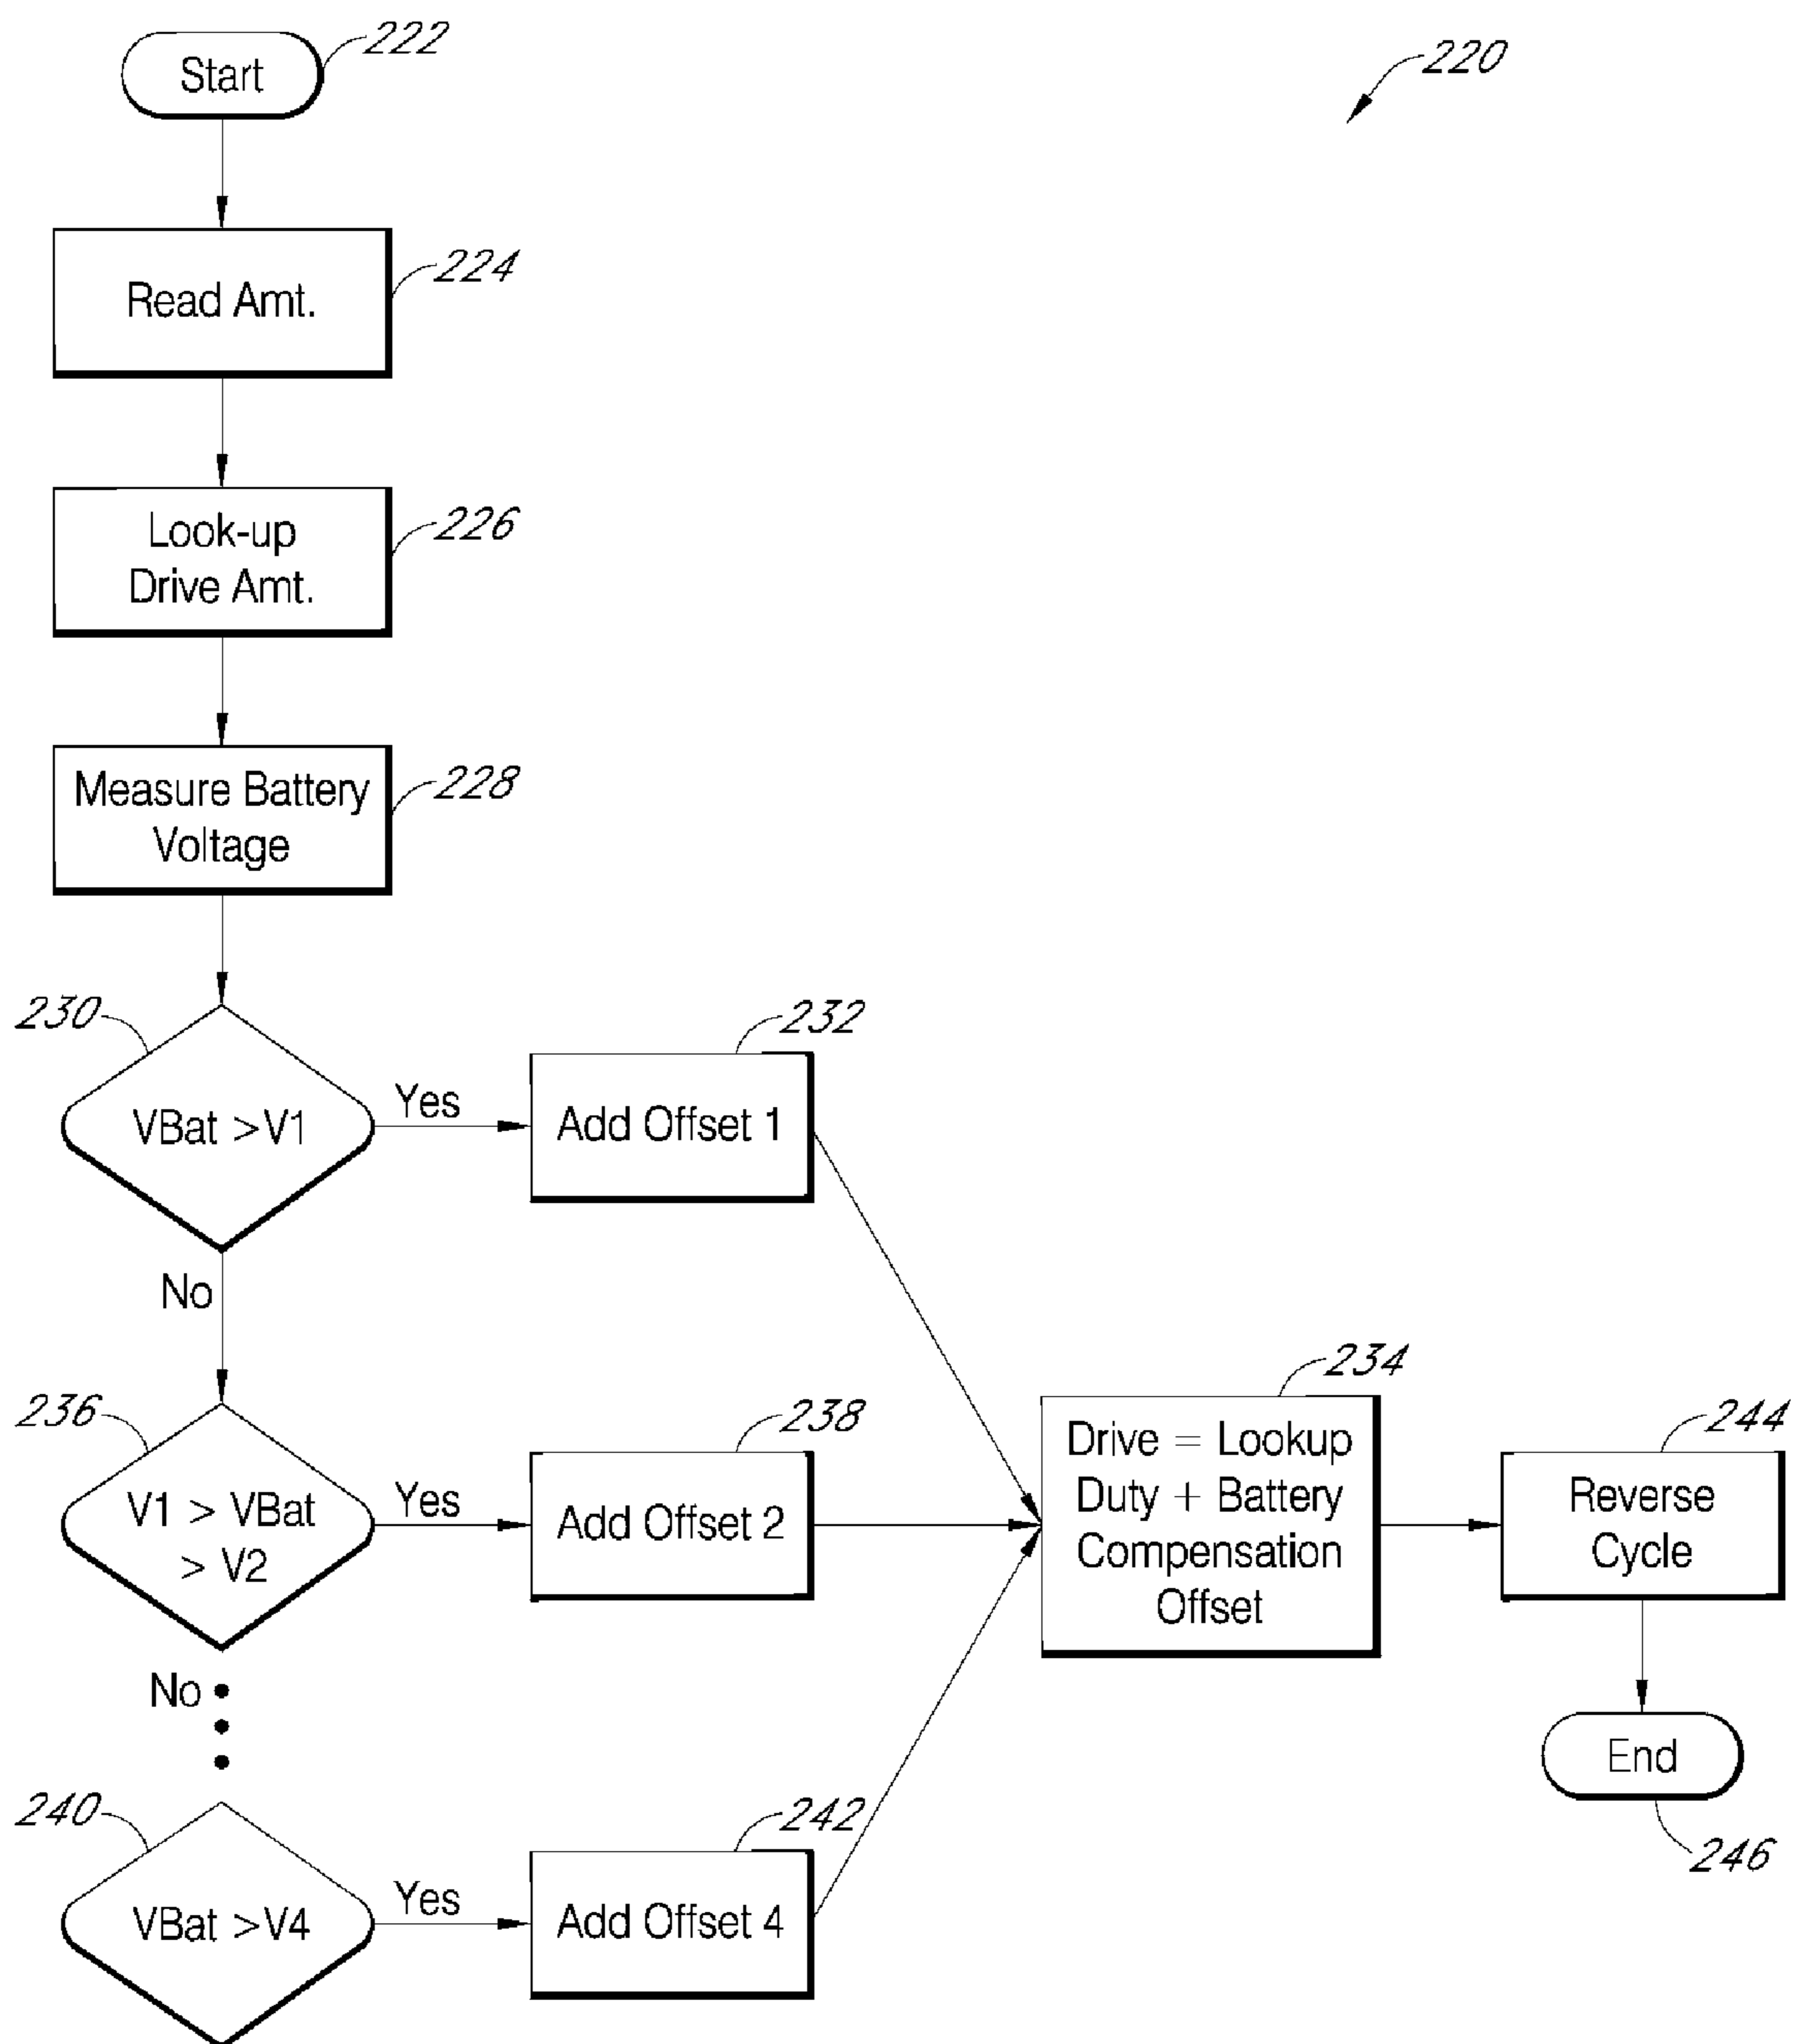 222
Start
220
224
Read Amt.
226
Look-up
Drive Amt.
228
Measure Battery
Voltage
230
VBat >V1
Yes
232
Add Offset 1
No
236
V1 > VBat
> V2
Yes
238
Add Offset 2
234
Drive = Lookup
Duty + Battery
Compensation
Offset
244
Reverse
Cycle
No
End
246
240
VBat >V4
Yes
242
Add Offset 4